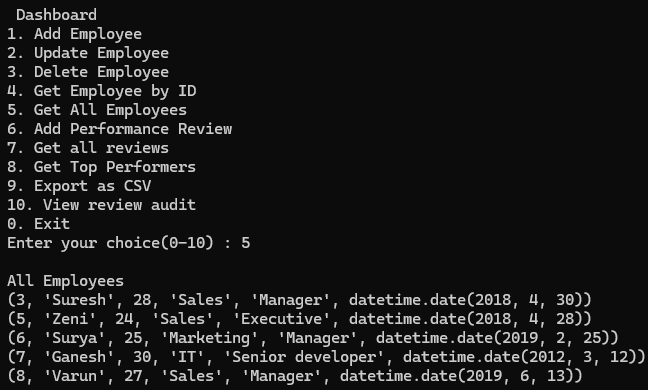 Dashboard
1. Add Employee
2. Update Employee
3. Delete Employee
4. Get Employee by ID
5. Get All Employees
6. Add Performance Review
7. Get all reviews
8. Get Top Performers
9. Export as CSV
10. View review audit
0. Exit
Enter your choice(0-10) : 5
All Employees
(3, 'Suresh', 28, 'Sales', 'Manager', datetime.date(2018, 4, 30))
(5, 'Zeni', 24, 'Sales', 'Executive', datetime.date(2018, 4, 28))
(6, 'Surya', 25, 'Marketing', 'Manager', datetime.date(2019, 2, 25))
(7, 'Ganesh', 30, 'IT', 'Senior developer', datetime.date(2012, 3, 12))
(8, 'Varun', 27, 'Sales', 'Manager', datetime.date(2019, 6, 13))